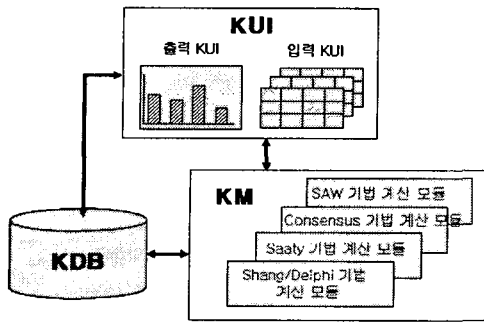 KUI
출력 KUI
입력 KUI
KM
SAW 기법 계산 모듈
Consensus 기법 계산 모듈
Saaty 기법 계산 모듈
Shang/Delphi 기법
계산 모듈
KDB